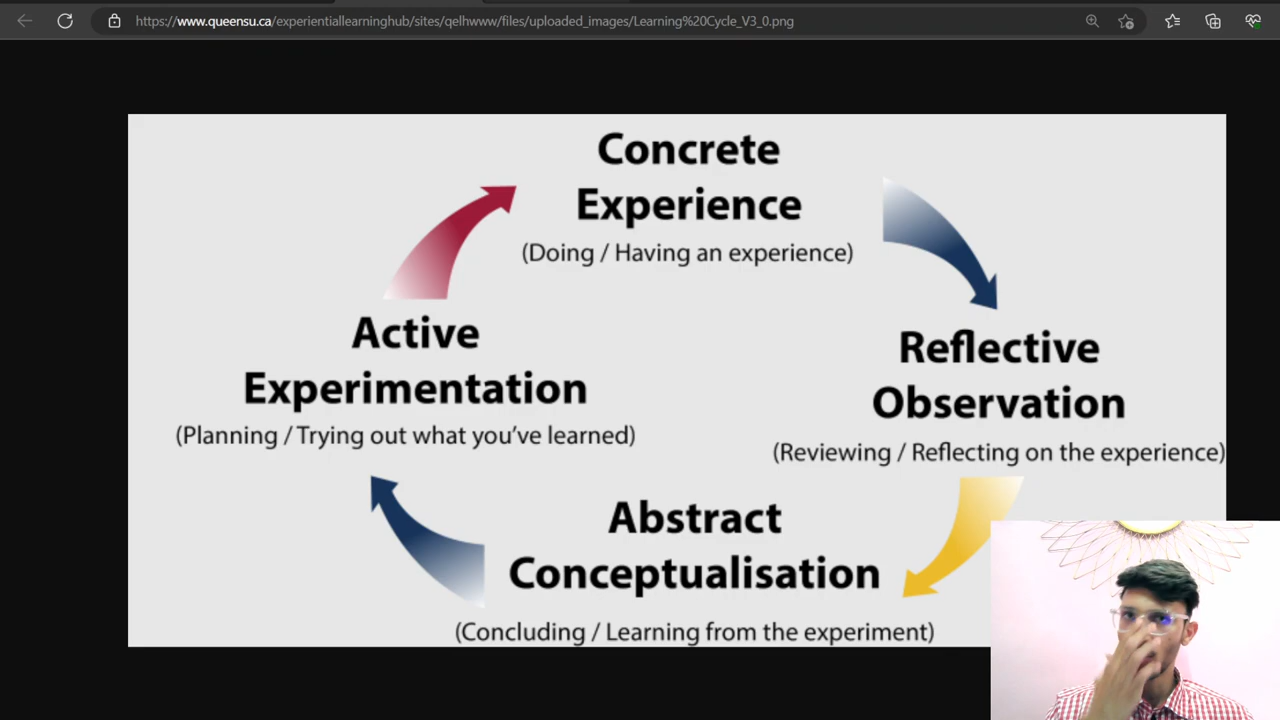 https://www.queensu.ca/experientiallearninghub/sites/qelhwww/files/uploaded_images/Learning%20Cycle_V3_0.png
Concrete
Experience
(Doing / Having an experience)
Active
Experimentation
(Planning / Trying out what you've learned)
Reflective
Observation
(Reviewing / Reflecting on the experience)
Abstract
Conceptualisation
(Concluding / Learning from the experiment)